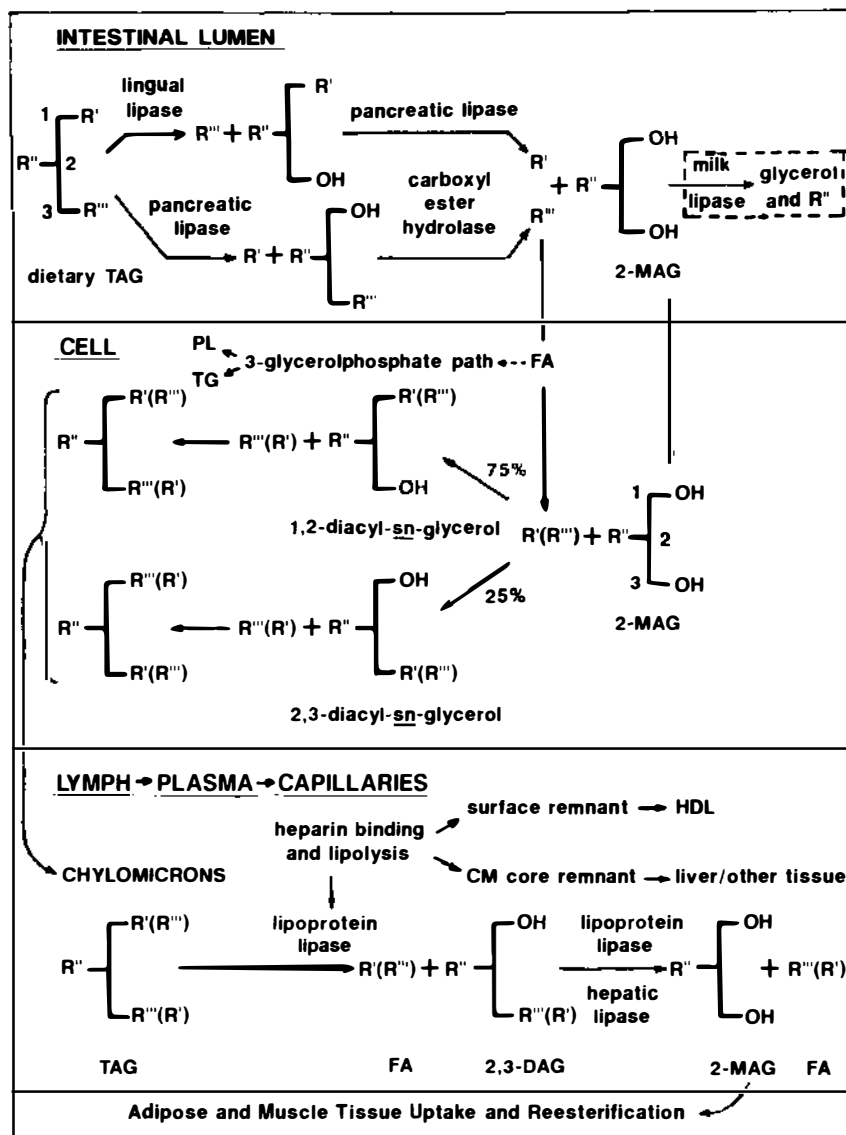 INTESTINAL LUMEN
lingual
lipase
1
R'
R''
2
3
R'''
dietary TAG
R''' + R''
R'
OH
pancreatic lipase
pancreatic
lipase
R' + R''
OH
R'''
carboxyl
ester
hydrolase
R'
R'''
+ R''
OH
OH
2-MAG
milk
lipase
glycerol
and R''
CELL
PL
TG
3-glycerolphosphate path
FA
R''
R'(R''')
R'''(R')
R'''(R') + R''
R'(R''')
OH
75%
1,2-diacyl-sn-glycerol
R'(R''') + R''
1
OH
2
3
OH
2-MAG
25%
R''
R'''(R')
R'(R''')
R'''(R') + R''
OH
R'(R''')
2,3-diacyl-sn-glycerol
LYMPH PLASMA CAPILLARIES
heparin binding
and lipolysis
surface remnant
HDL
CM core remnant
liver/other tissue
CHYLOMICRONS
R''
R'(R''')
R'''(R')
lipoprotein
lipase
R'(R''') + R''
OH
R'''(R')
lipoprotein
lipase
hepatic
lipase
R''
OH
OH
+ R'''(R')
TAG FA 2,3-DAG 2-MAG FA
Adipose and Muscle Tissue Uptake and Reesterification